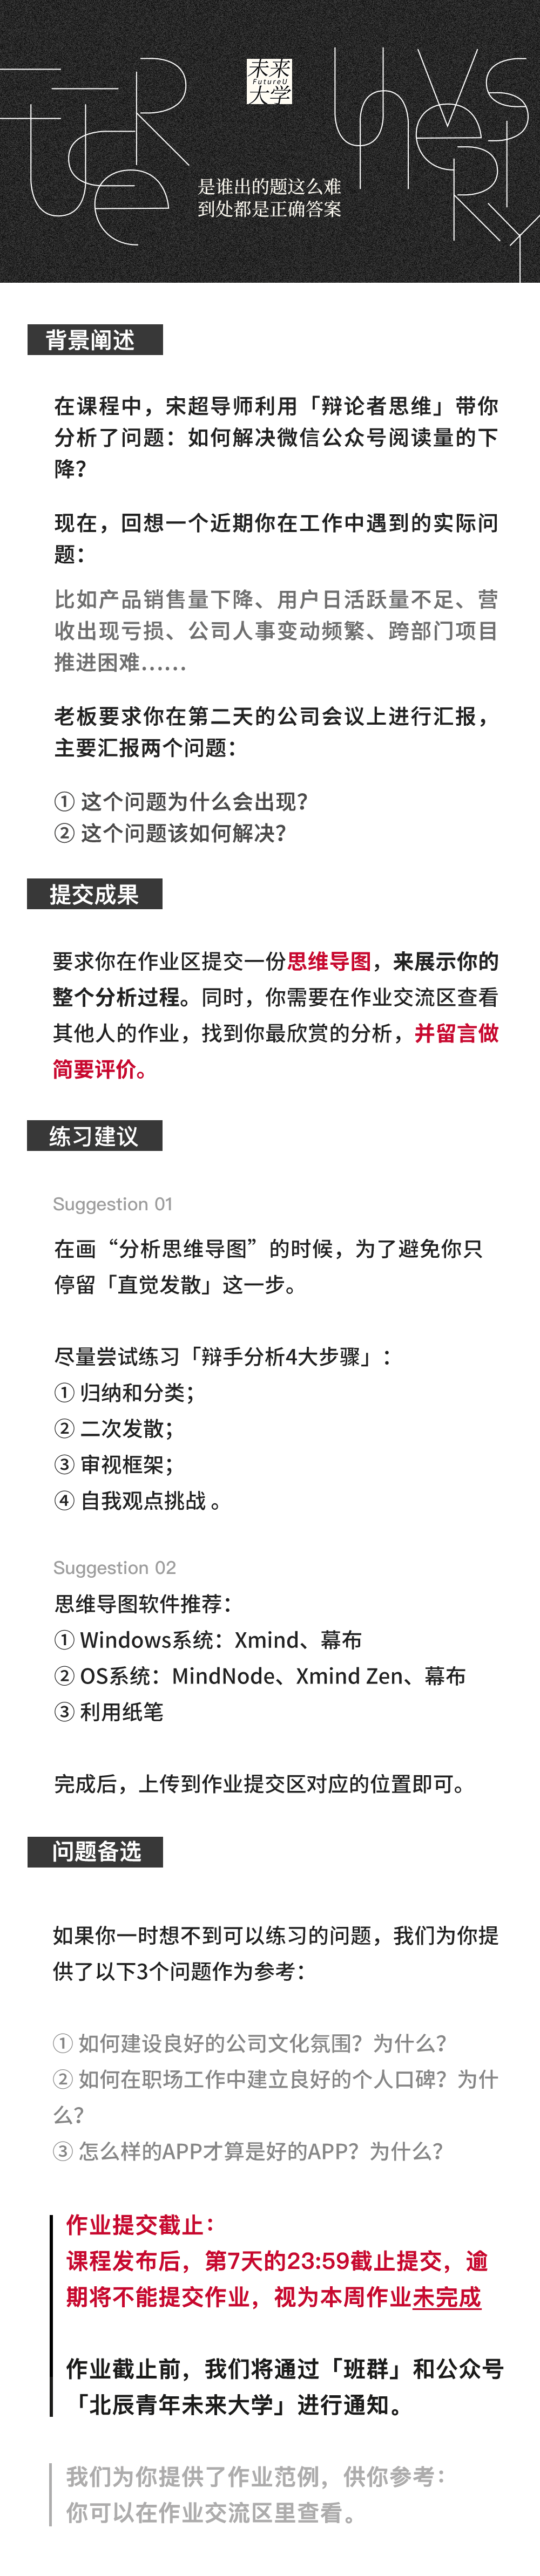 FUTURE
UNIVERSITY
未来
FutureU
大学
是谁出的题这么难
到处都是正确答案
背景阐述
在课程中，宋超导师利用「辩论者思维」带你
分析了问题：如何解决微信公众号阅读量的下
降？
现在，回想一个近期你在工作中遇到的实际问
题：
比如产品销售量下降、用户日活跃量不足、营
收出现亏损、公司人事变动频繁、跨部门项目
推进困难……
老板要求你在第二天的公司会议上进行汇报，
主要汇报两个问题：
① 这个问题为什么会出现？
② 这个问题该如何解决？
提交成果
要求你在作业区提交一份思维导图，来展示你的
整个分析过程。同时，你需要在作业交流区查看
其他人的作业，找到你最欣赏的分析，并留言做
简要评价。
练习建议
Suggestion 01
在画“分析思维导图”的时候，为了避免你只
停留「直觉发散」这一步。
尽量尝试练习「辩手分析4大步骤」：
① 归纳和分类；
② 二次发散；
③ 审视框架；
④ 自我观点挑战 。
Suggestion 02
思维导图软件推荐：
① Windows系统：Xmind、幕布
② OS系统：MindNode、Xmind Zen、幕布
③ 利用纸笔
完成后，上传到作业提交区对应的位置即可。
问题备选
如果你一时想不到可以练习的问题，我们为你提
供了以下3个问题作为参考：
① 如何建设良好的公司文化氛围？为什么？
② 如何在职场工作中建立良好的个人口碑？为什
么？
③ 怎么样的APP才算是好的APP？为什么？
作业提交截止：
课程发布后，第7天的23:59截止提交，逾
期将不能提交作业，视为本周作业未完成
作业截止前，我们将通过「班群」和公众号
「北辰青年未来大学」进行通知。
我们为你提供了作业范例，供你参考：
你可以在作业交流区里查看。